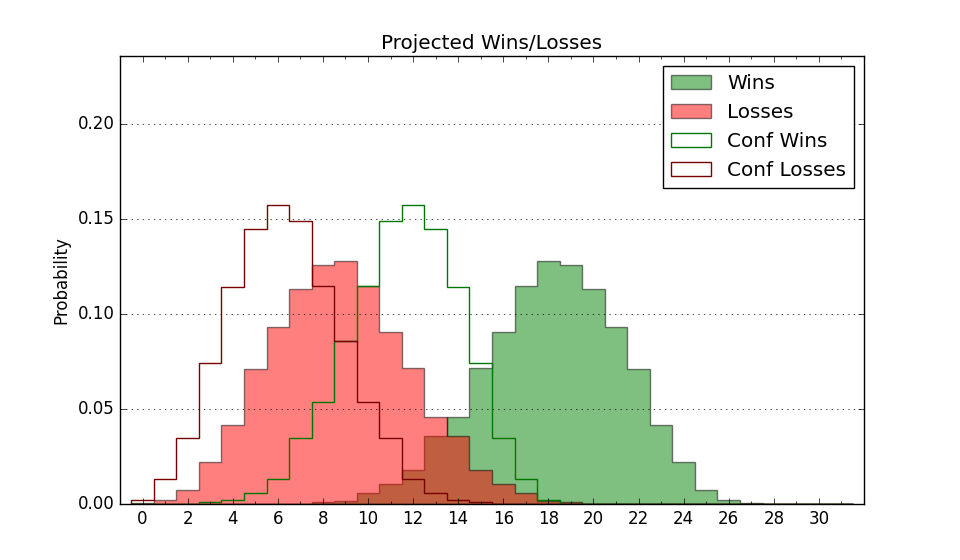 Projected Wins/Losses
Wins
Losses
Conf Wins
Conf Losses
Probability
0.20
0.15
0.10
0.05
0.00
0 2 4 6 8 10 12 14 16 18 20 22 24 26 28 30